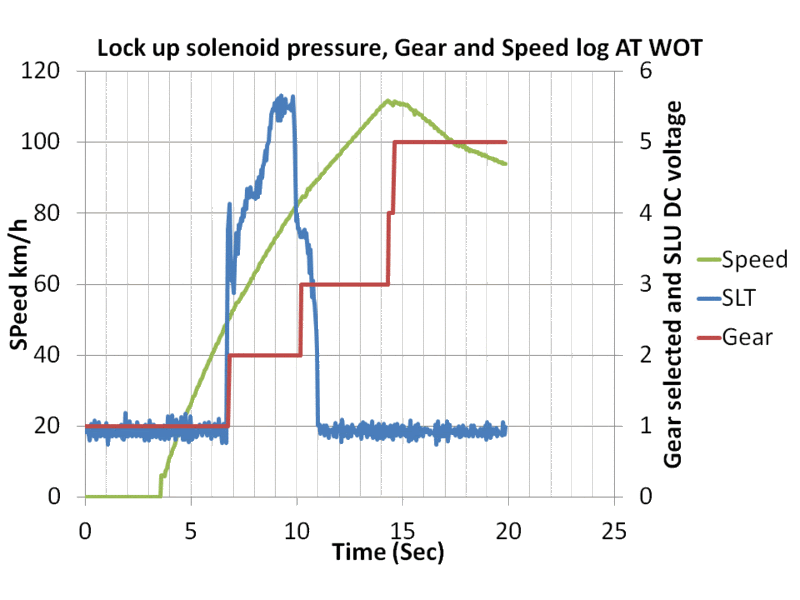 Lock up solenoid pressure, Gear and Speed log AT WOT
120
100
80
60
40
20
0
SPeed km/h
6
5
4
3
2
1
0
Gear selected and SLU DC voltage
Speed
SLT
Gear
0 5 10 15 20 25
Time (Sec)